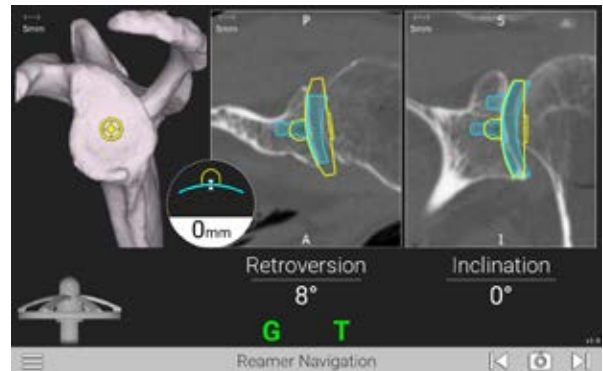 5mm
5mm
P
5mm
S
0mm
A
I
Retroversion
Inclination
8°
0°
G T
Reamer Navigation